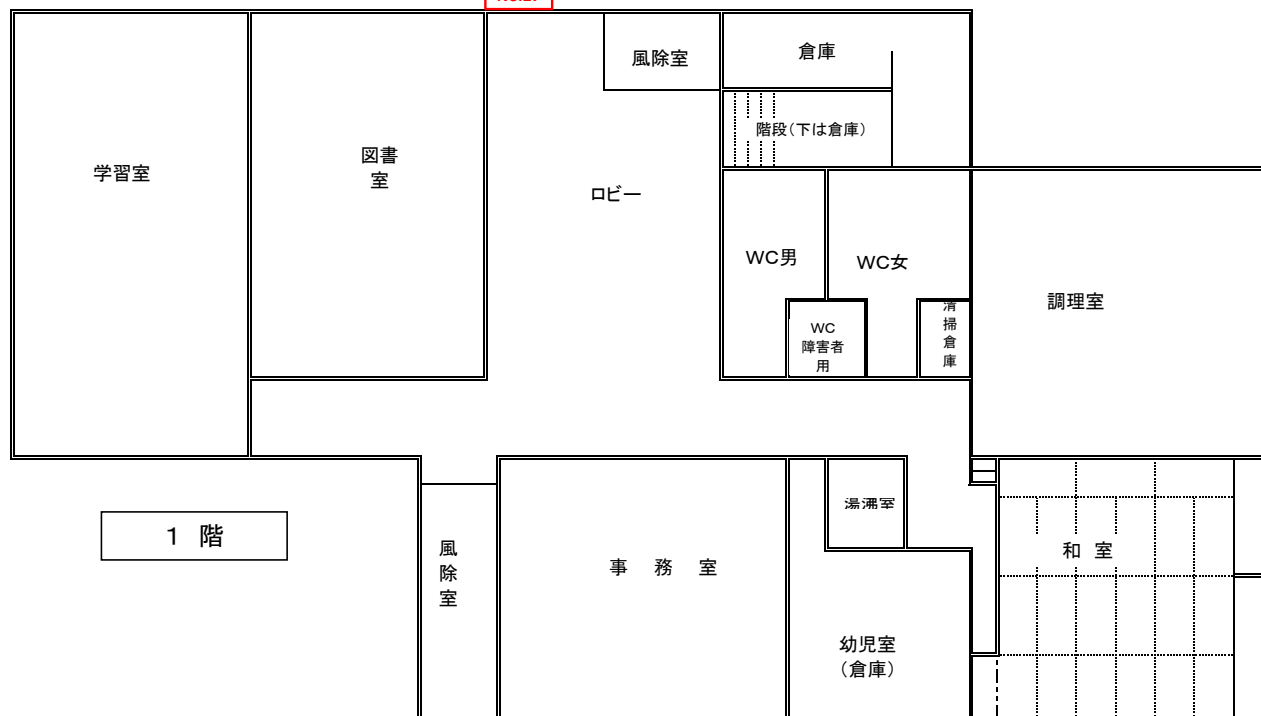 風除室
倉庫
階段（下は倉庫）
学習室
図書
室
ロビー
WC男
WC女
調理室
WC
障害者
用
清
掃
倉
庫
湯沸室
1 階
風
除
室
事 務 室
和 室
幼児室
（倉庫）